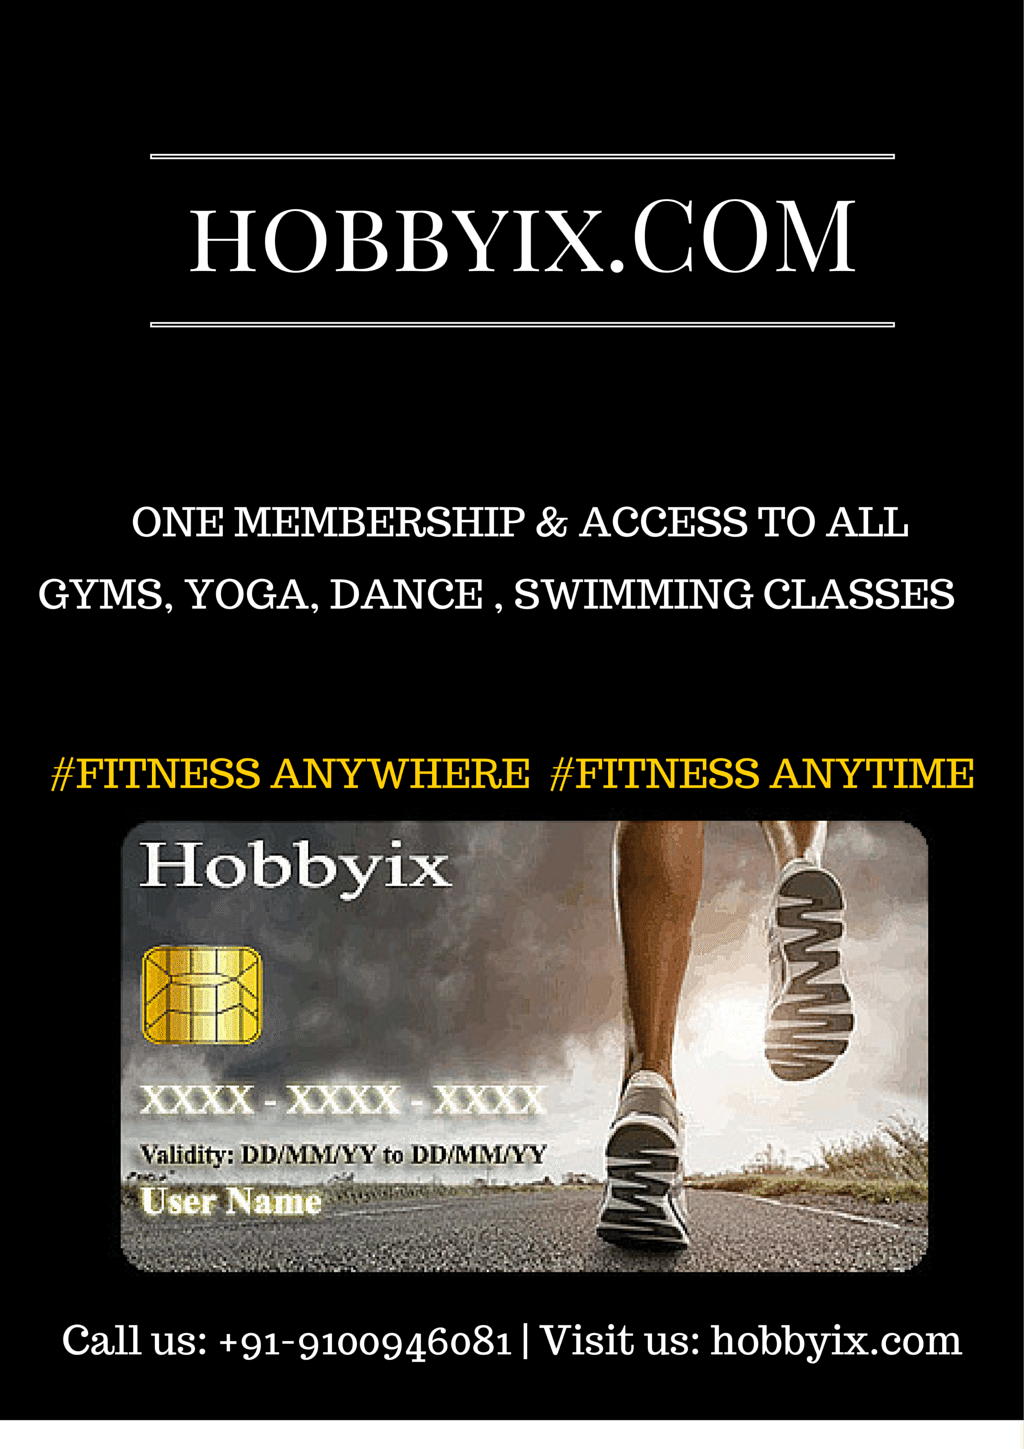 HOBBYIX.COM
ONE MEMBERSHIP & ACCESS TO ALL
GYMS, YOGA, DANCE , SWIMMING CLASSES
#FITNESS ANYWHERE #FITNESS ANYTIME
Hobbyix
XXXX - XXXX - XXXX
Validity: DD/MM/YY to DD/MM/YY
User Name
Call us: +91-9100946081 | Visit us: hobbyix.com